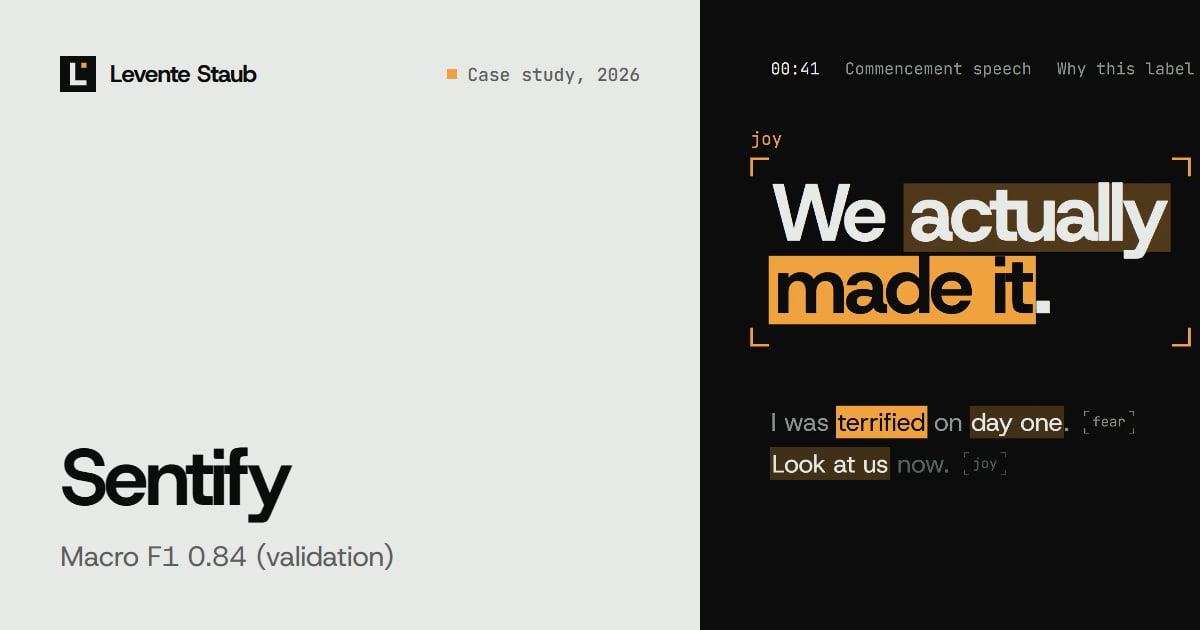 Levente Staub
Case study, 2026
Sentify
Macro F1 0.84 (validation)
00:41 Commencement speech Why this label
joy
We actually
made it.
I was terrified on day one. [fear]
Look at us now. [joy]